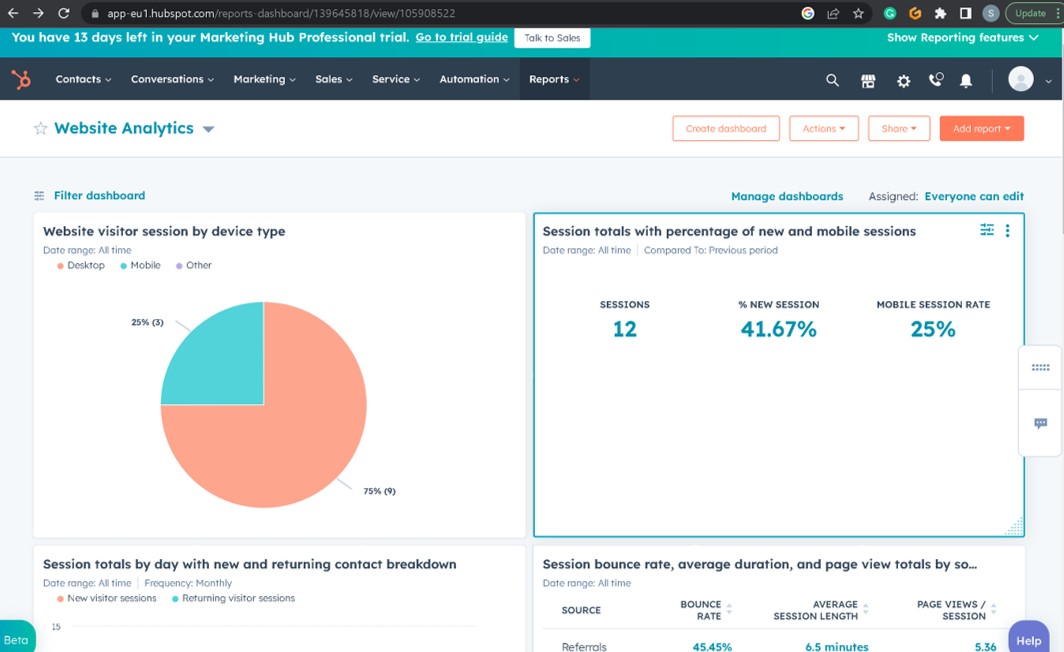 app-eu1.hubspot.com/reports-dashboard/139645818/view/105908522
S
Update
You have 13 days left in your Marketing Hub Professional trial. Go to trial guide Talk to Sales
Show Reporting features
Contacts Conversations Marketing Sales Service Automation Reports
Website Analytics
Create dashboard Actions Share Add report
Filter dashboard
Manage dashboards Assigned: Everyone can edit
Website visitor session by device type
Date range: All time
Desktop Mobile Other
25% (3)
75% (9)
Session totals with percentage of new and mobile sessions
Date range: All time Compared To: Previous period
SESSIONS % NEW SESSION MOBILE SESSION RATE
12 41.67% 25%
Session totals by day with new and returning contact breakdown
Date range: All time Frequency: Monthly
New visitor sessions Returning visitor sessions
15
Session bounce rate, average duration, and page view totals by so...
Date range: All time
SOURCE
BOUNCE
RATE
AVERAGE
SESSION LENGTH
PAGE VIEWS /
SESSION
Referrals 45.45% 6.5 minutes 5.36
Beta
Help